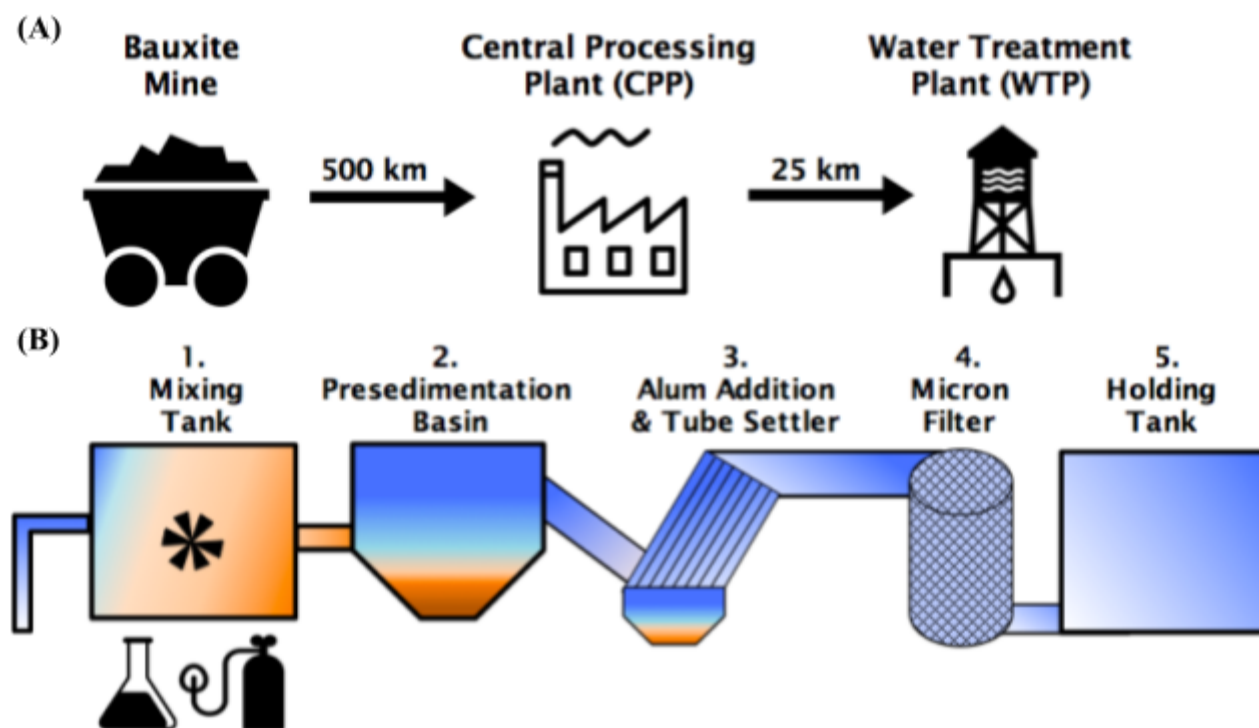 (A)
Bauxite
Mine
Central Processing
Plant (CPP)
Water Treatment
Plant (WTP)
500 km
25 km
(B)
1.
Mixing
Tank
2.
Presedimentation
Basin
3.
Alum Addition
& Tube Settler
4.
Micron
Filter
5.
Holding
Tank